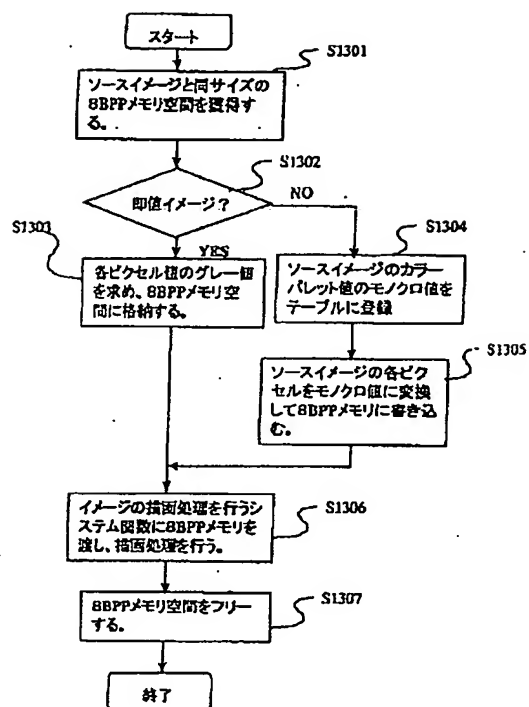 スタート
S1301
ソースイメージと同サイズの
8BPPメモリ空間を獲得す
る。
S1302
即値イメージ?
NO
YES
S1303
各ピクセル値のグレー値
を求め、8BPPメモリ空
間に格納する。
S1304
ソースイメージのカラー
パレット値のモノクロ値を
テーブルに登録
S1305
ソースイメージの各ピク
セルをモノクロ値に変換
して8BPPメモリに書き込
む。
S1306
イメージの描画処理を行うシ
ステム関数に8BPPメモリを
渡し、描画処理を行う。
S1307
8BPPメモリ空間をフリー
する。
終了